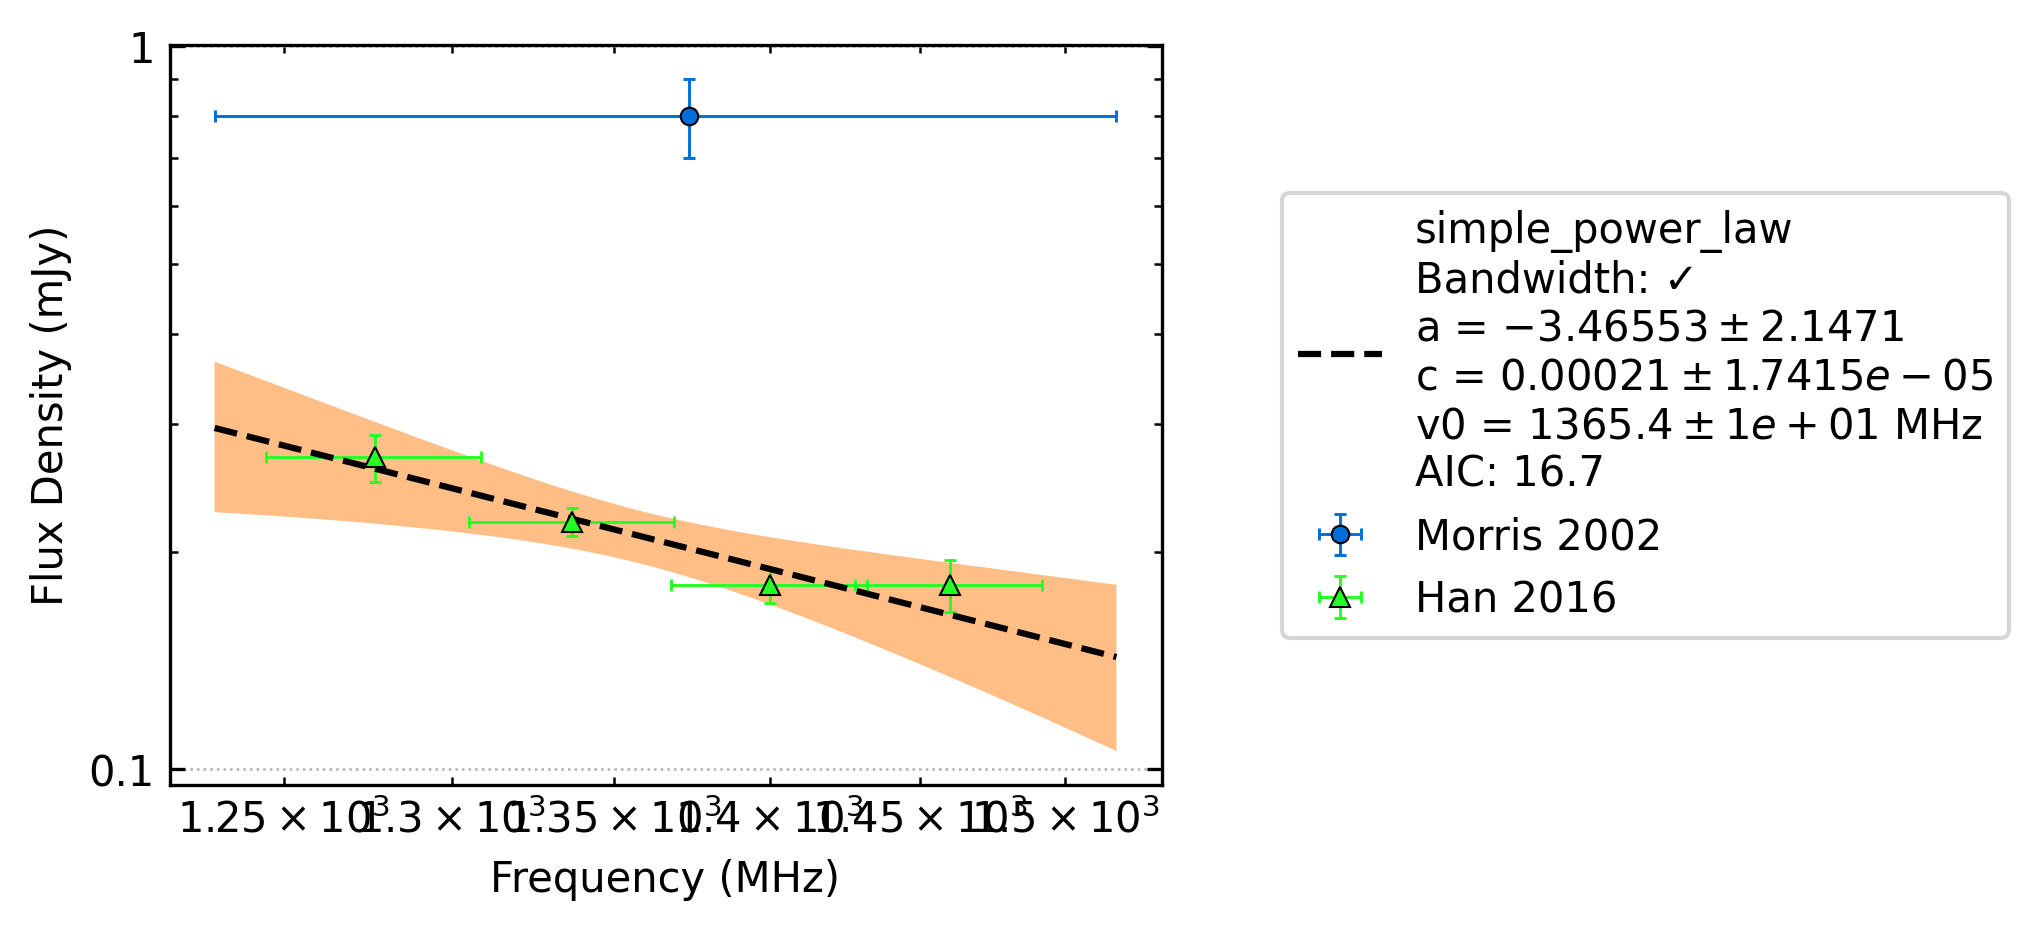 1
0.1
Flux Density (mJy)
1.25 × 10³ 1.3 × 10³ 1.35 × 10³ 1.4 × 10³ 1.45 × 10³ 1.5 × 10³
Frequency (MHz)
simple_power_law
Bandwidth: ✓
a = −3.46553 ± 2.1471
c = 0.00021 ± 1.7415e − 05
v0 = 1365.4 ± 1e + 01 MHz
AIC: 16.7
Morris 2002
Han 2016